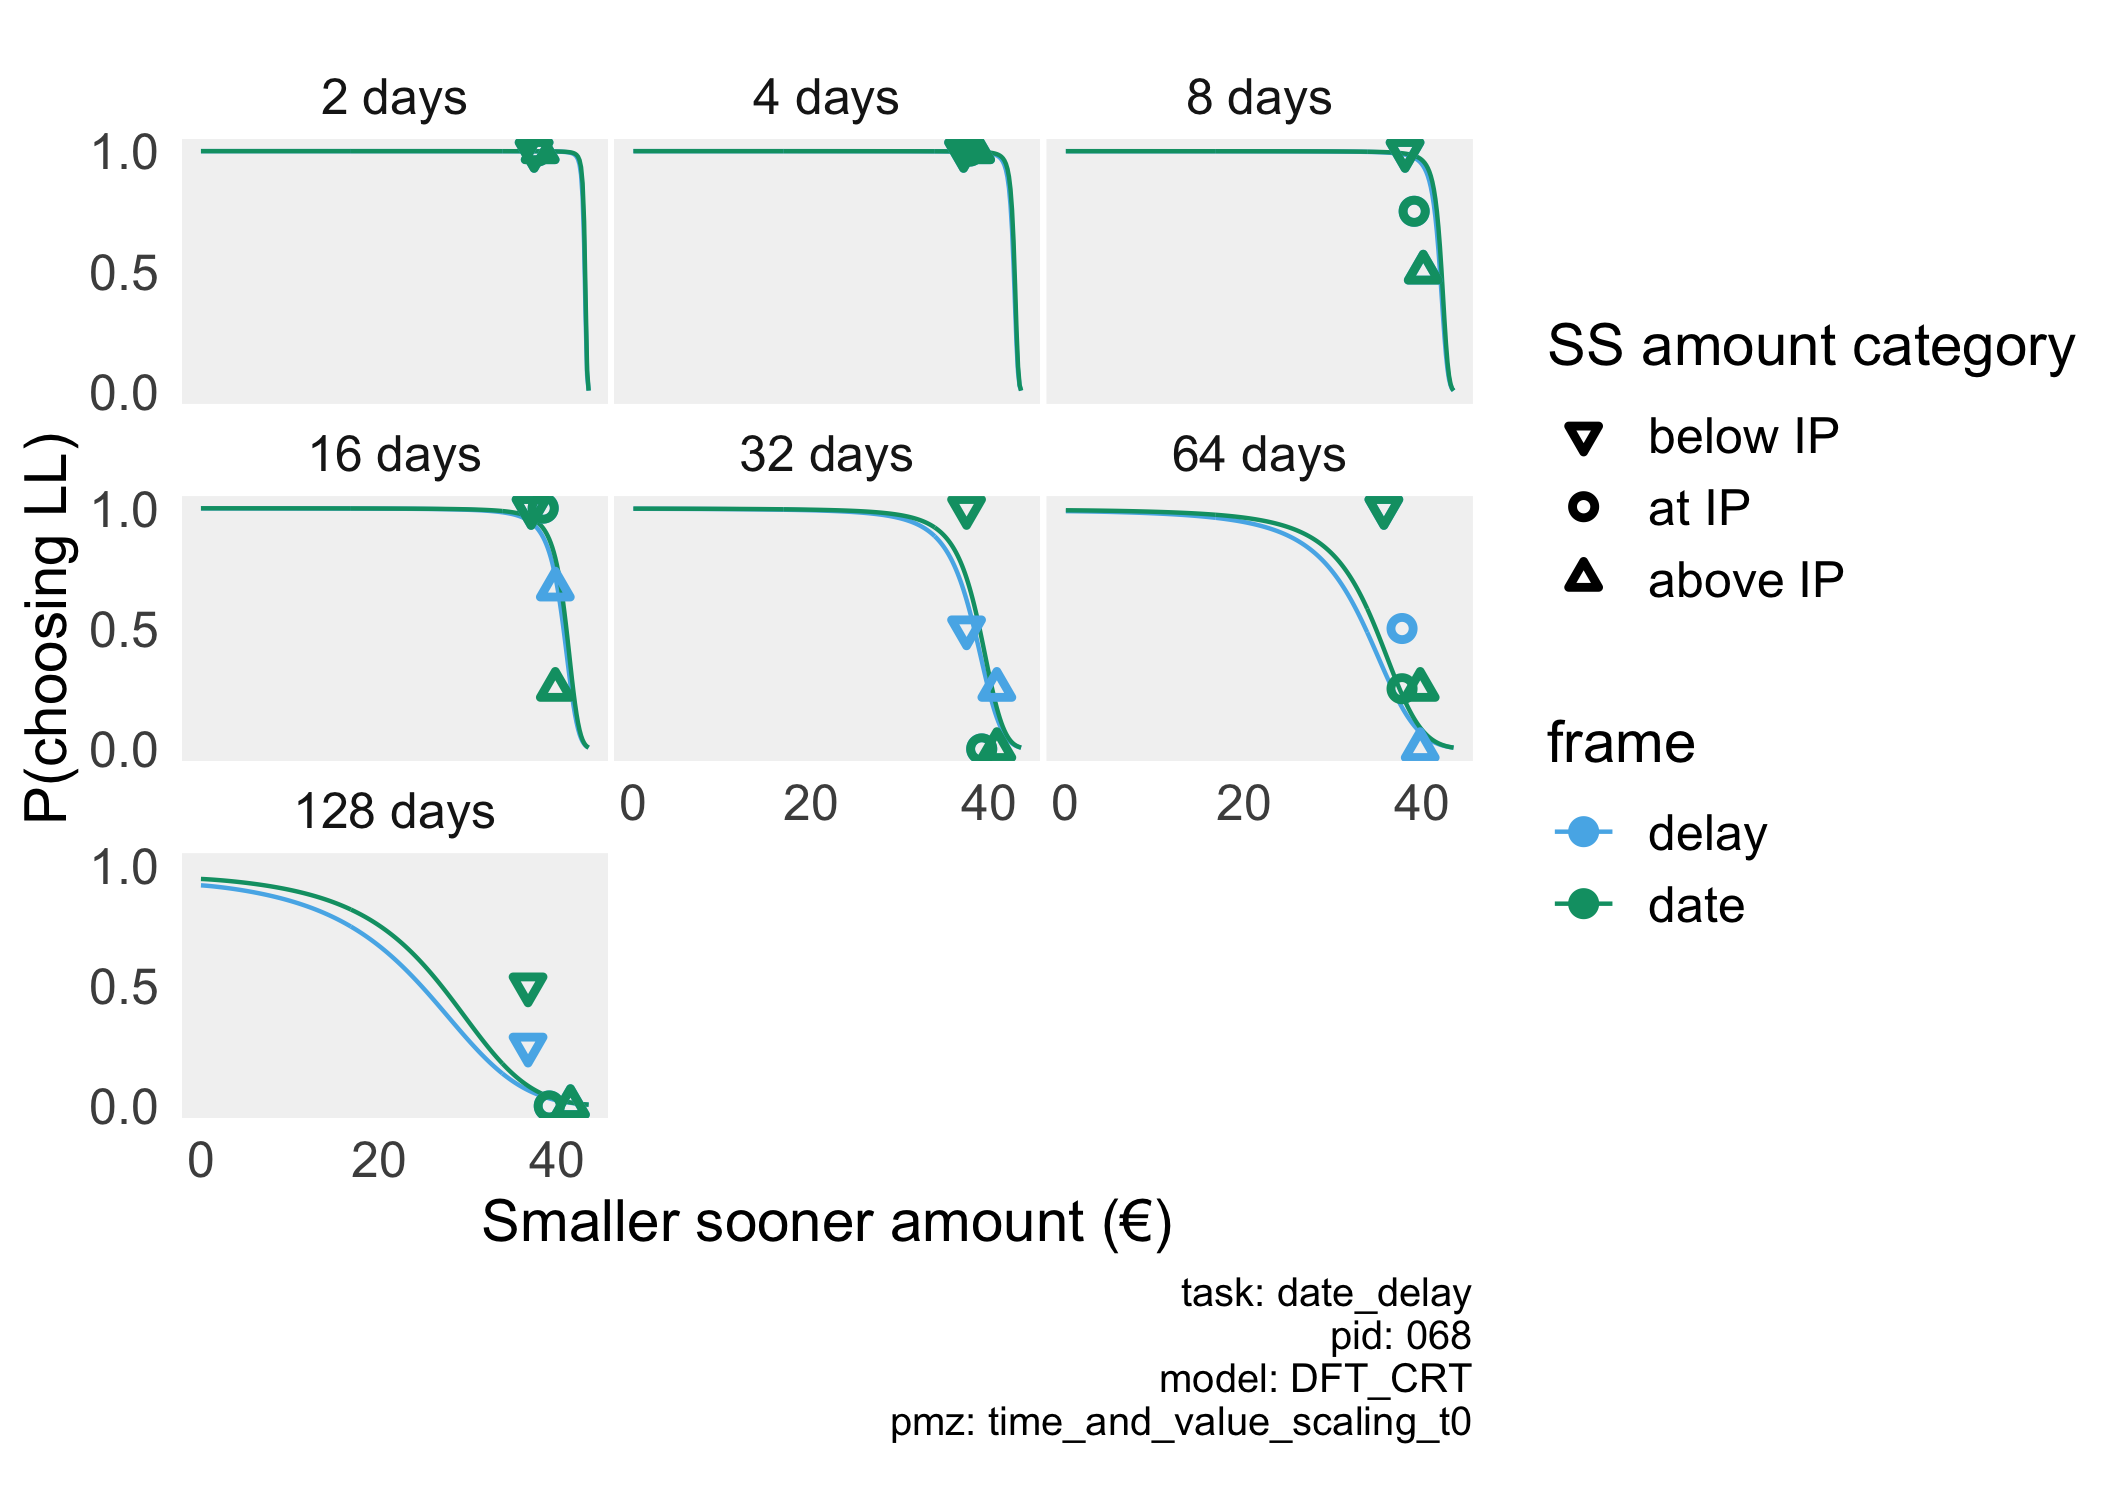 2 days
4 days
8 days
1.0
0.5
0.0
16 days
32 days
64 days
1.0
0.5
0.0
0
20
40
0
20
40
128 days
1.0
0.5
0.0
0
20
40
P(choosing LL)
Smaller sooner amount (€)
SS amount category
below IP
at IP
above IP
frame
delay
date
task: date_delay
pid: 068
model: DFT_CRT
pmz: time_and_value_scaling_t0